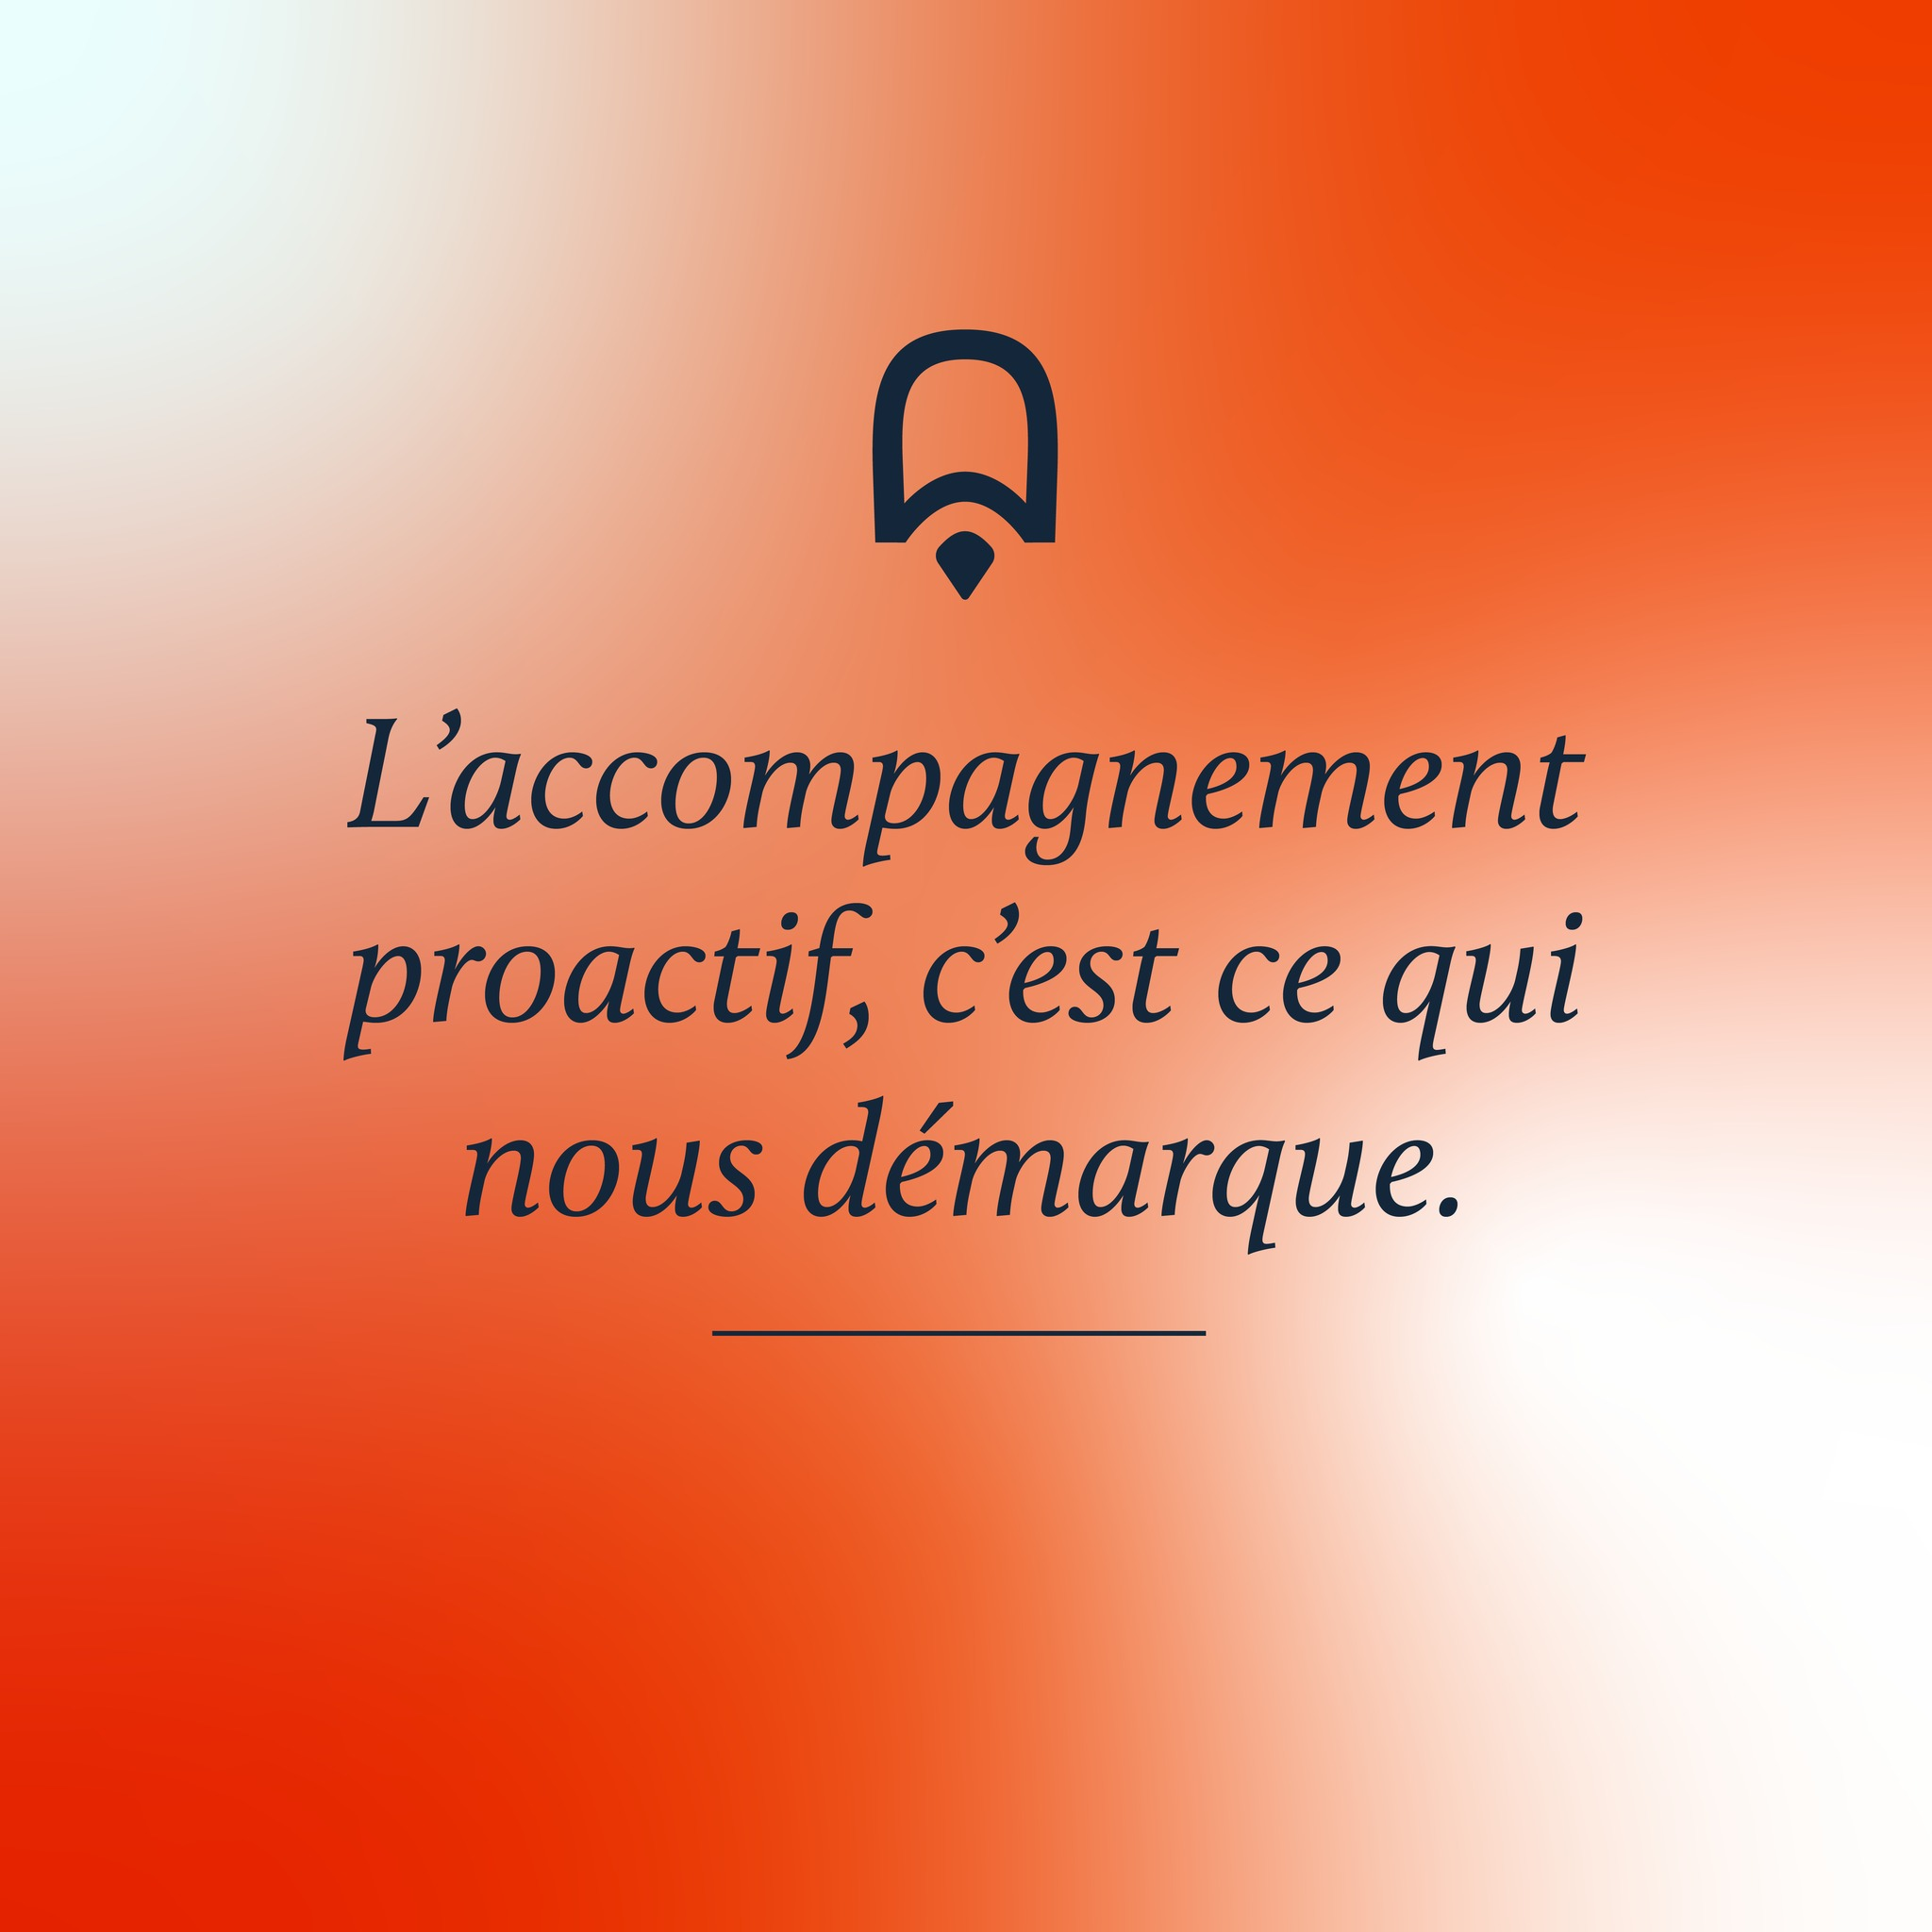 L’accompagnement
proactif, c’est ce qui
nous démarque.